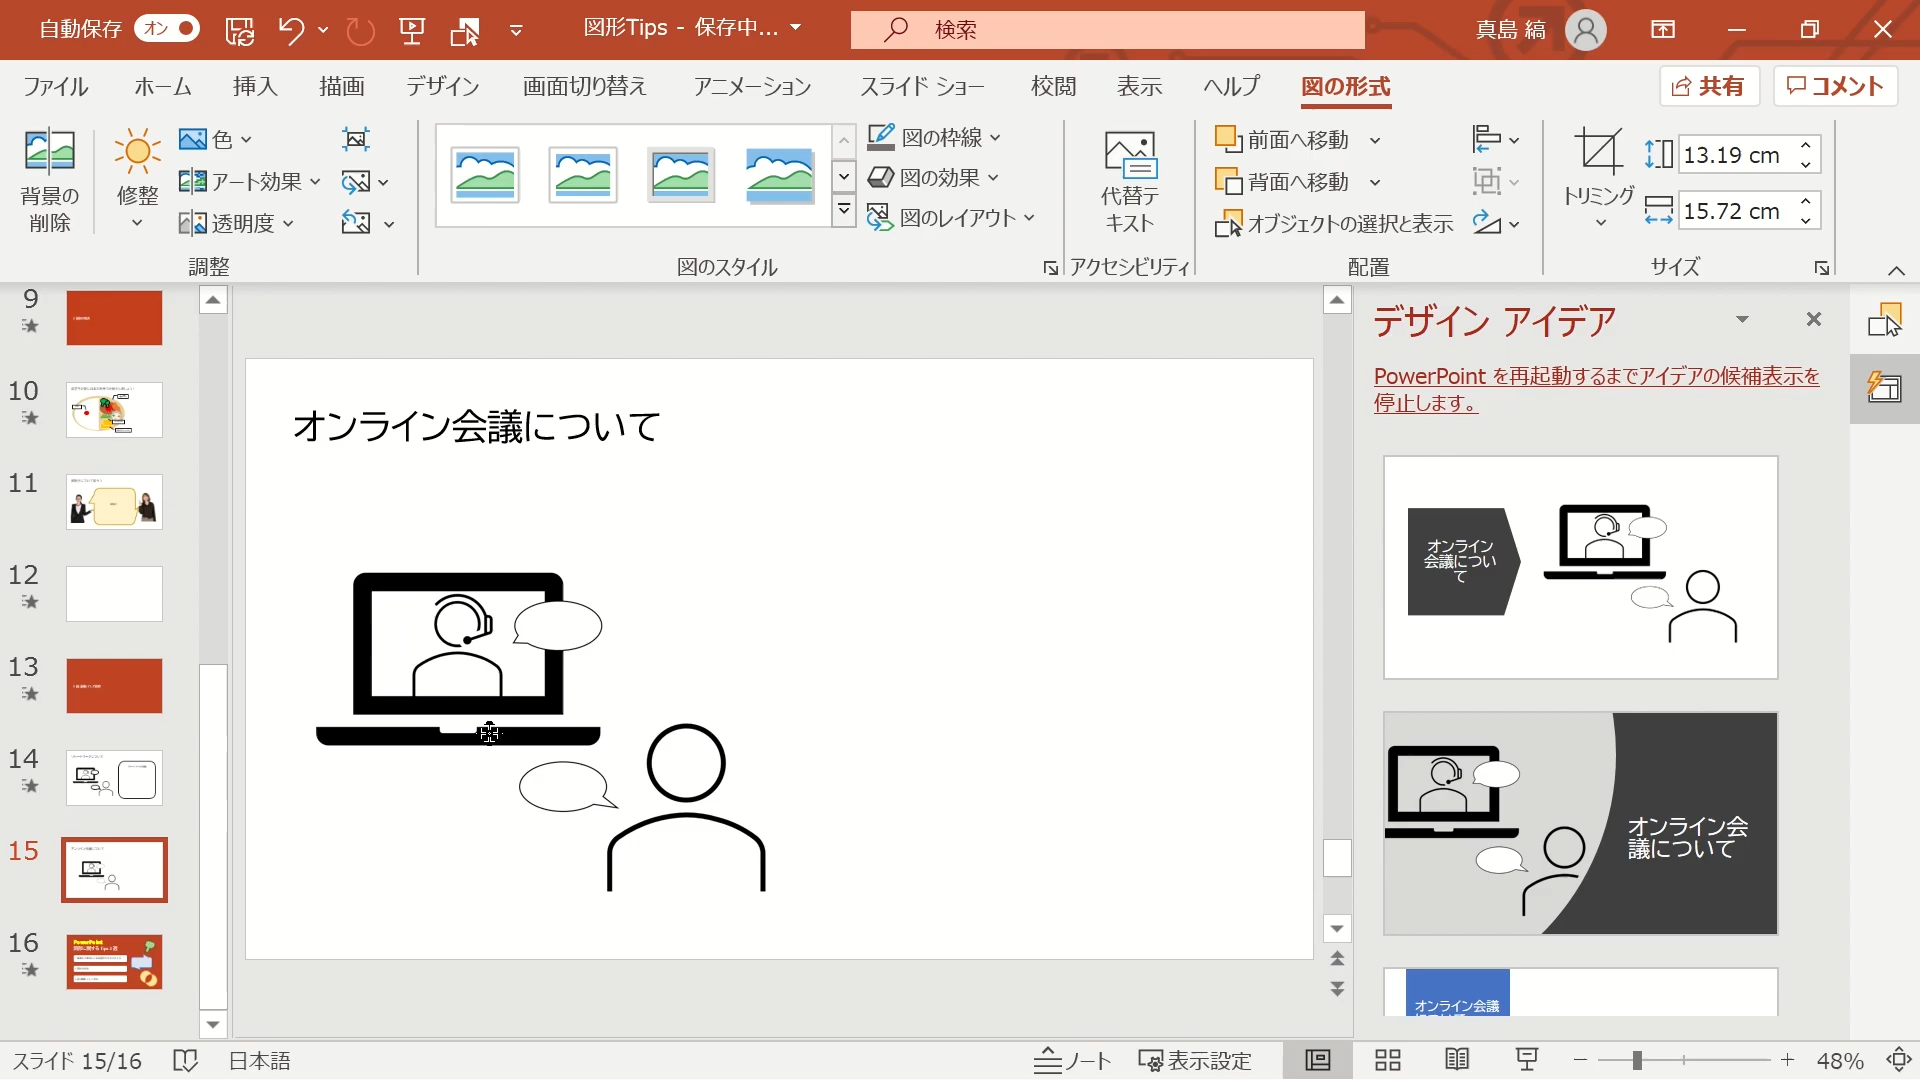 自動保存 オン 図形Tips - 保存中... 検索 真島 縞
ファイル ホーム 挿入 描画 デザイン 画面切り替え アニメーション スライド ショー 校閲 表示 ヘルプ 図の形式 共有 コメント
背景の
削除
修整
色
アート効果
透明度
調整
図の枠線
図の効果
図のレイアウト
図のスタイル
代替テ
キスト
アクセシビリティ
前面へ移動
背面へ移動
オブジェクトの選択と表示
配置
トリミング
13.19 cm
15.72 cm
サイズ
9
10
11
12
13
14
15
16
PowerPoint
オンライン会議について
デザイン アイデア
PowerPoint を再起動するまでアイデアの候補表示を
停止します。
オンライン
会議につい
て
オンライン会
議について
オンライン会議
スライド 15/16 日本語 ノート 表示設定 48%